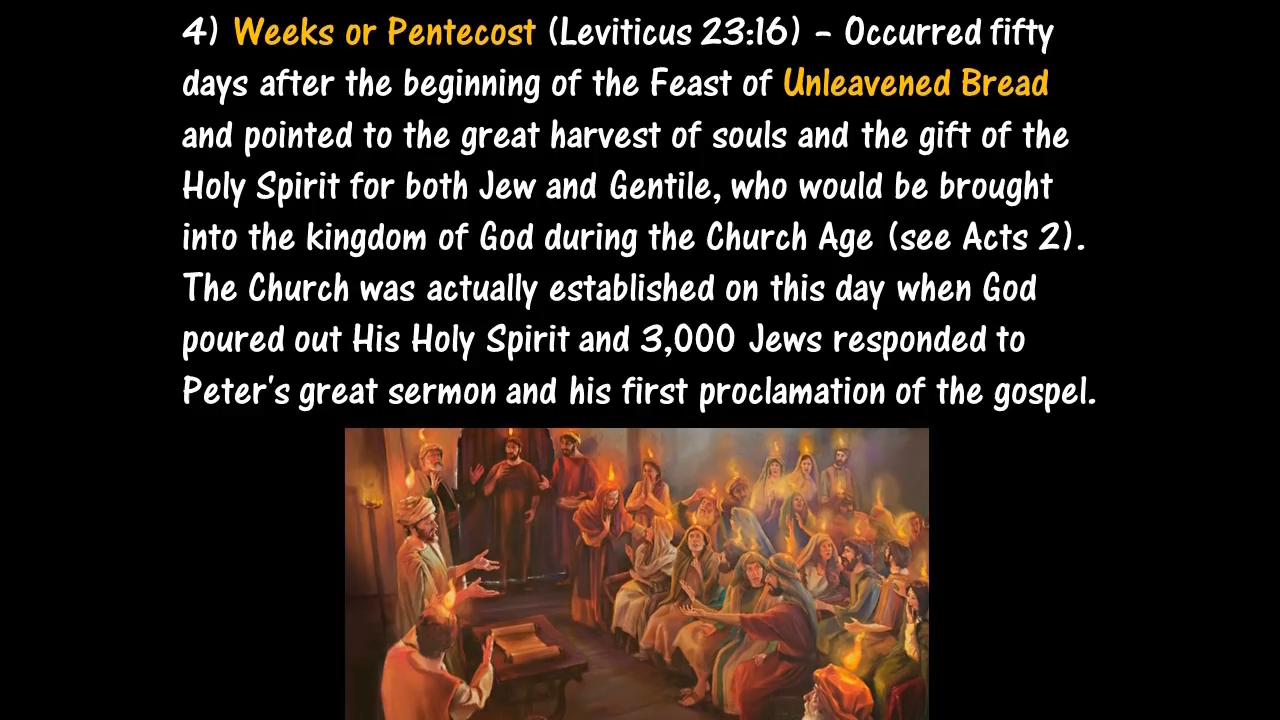 4) Weeks or Pentecost (Leviticus 23:16) – Occurred fifty
days after the beginning of the Feast of Unleavened Bread
and pointed to the great harvest of souls and the gift of the
Holy Spirit for both Jew and Gentile, who would be brought
into the kingdom of God during the Church Age (see Acts 2).
The Church was actually established on this day when God
poured out His Holy Spirit and 3,000 Jews responded to
Peter's great sermon and his first proclamation of the gospel.